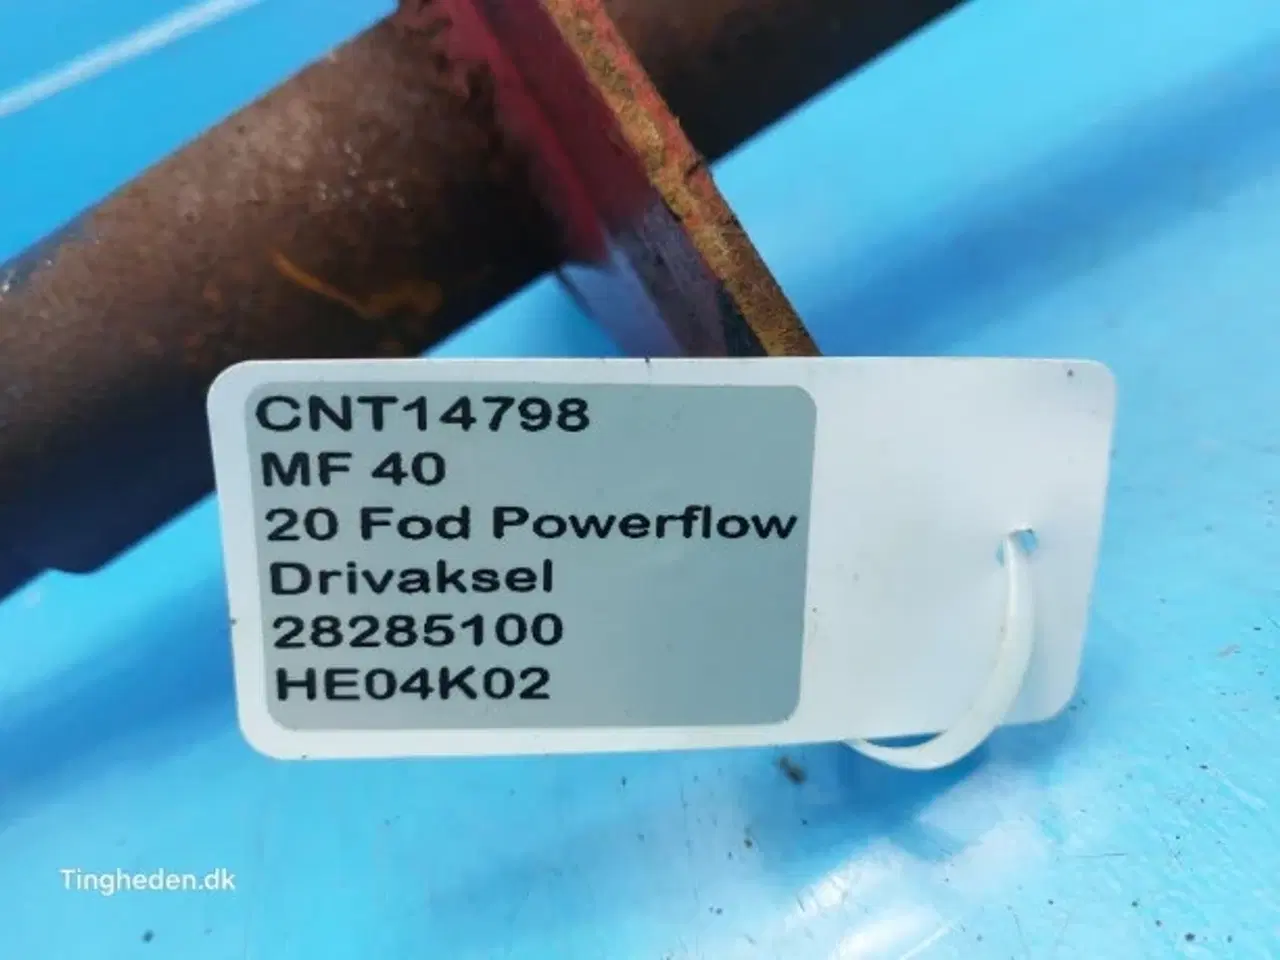 CNT14798
MF 40
20 Fod Powerflow
Drivaksel
28285100
HE04K02
Tingheden.dk